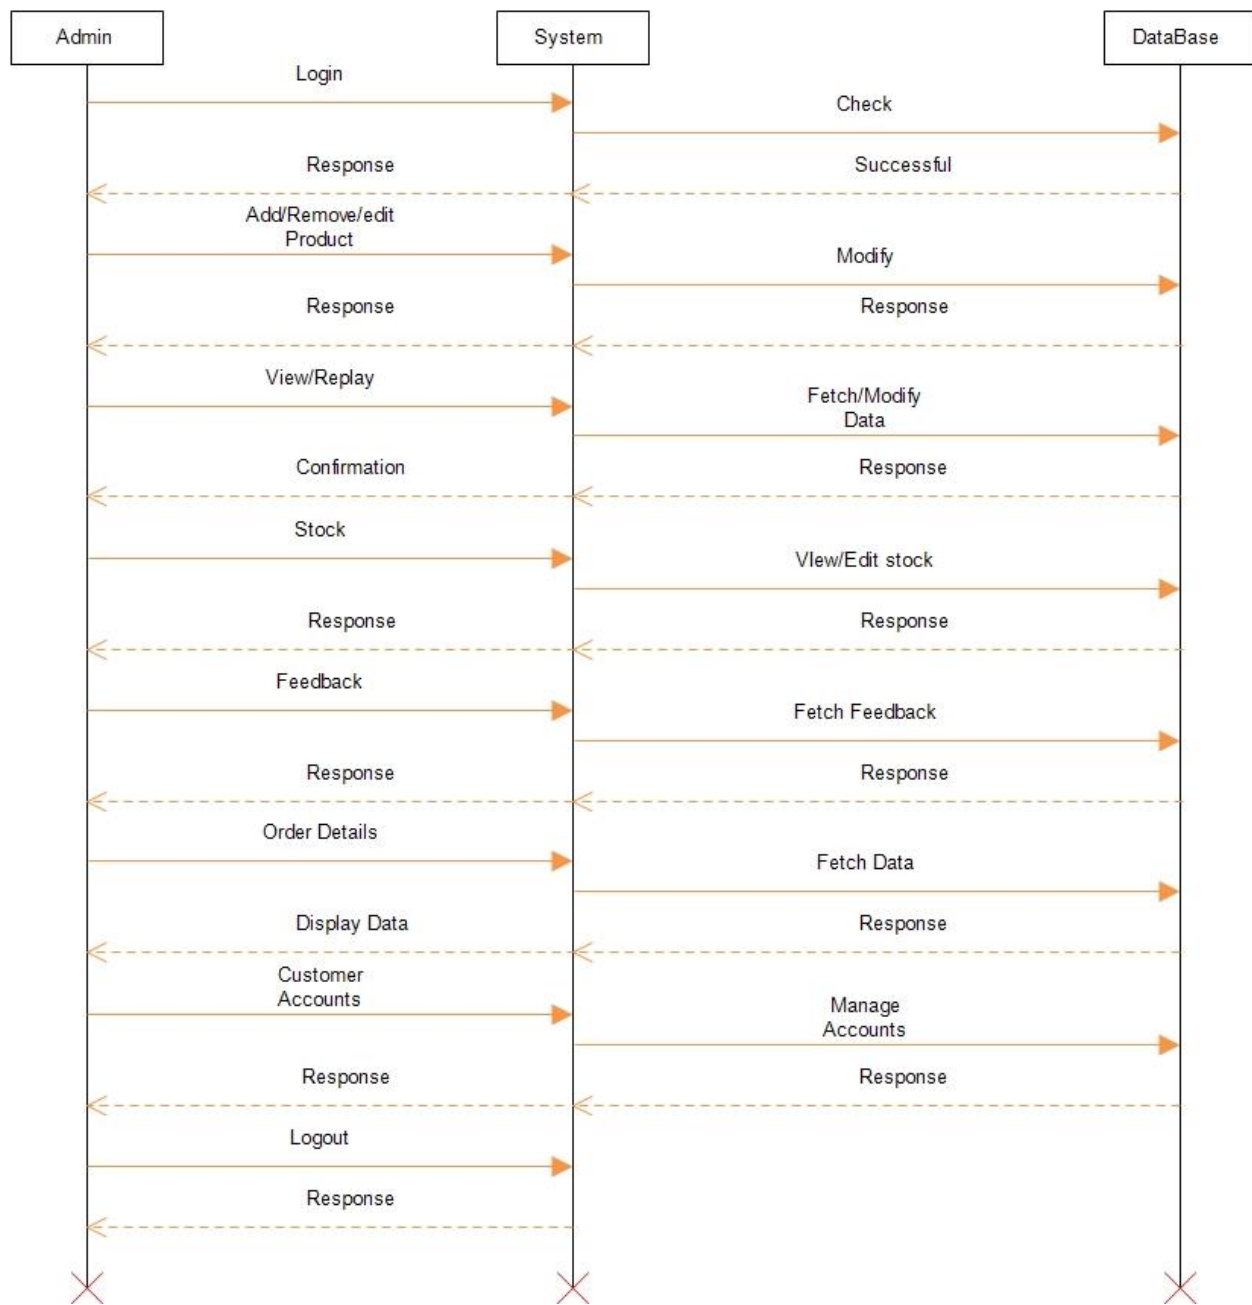 Admin
System
DataBase
Login
Check
Response
Successful
Add/Remove/edit
Product
Modify
Response
Response
View/Replay
Fetch/Modify
Data
Confirmation
Response
Stock
VIew/Edit stock
Response
Response
Feedback
Fetch Feedback
Response
Response
Order Details
Fetch Data
Display Data
Response
Customer
Accounts
Manage
Accounts
Response
Response
Logout
Response